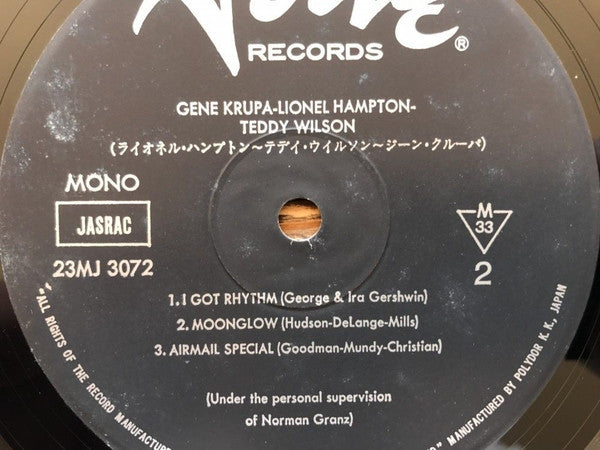 RECORDS
®
GENE KRUPA-LIONEL HAMPTON-
TEDDY WILSON
(ライオネル・ハンプトン〜テデイ・ウイルソン〜ジーン・クルーパ)
MONO
JASRAC
23MJ 3072
M
33
2
1. I GOT RHYTHM (George & Ira Gershwin)
2. MOONGLOW (Hudson-DeLange-Mills)
3. AIRMAIL SPECIAL (Goodman-Mundy-Christian)
(Under the personal supervision
of Norman Granz)
"ALL RIGHTS OF THE RECORD MANUFACTUR
ED." MANUFACTURED BY POLYDOR K. K., JAPAN